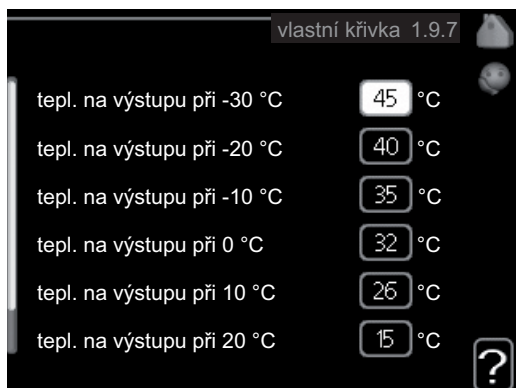 vlastní křivka 1.9.7
tepl. na výstupu při -30 °C 45 °C
tepl. na výstupu při -20 °C 40 °C
tepl. na výstupu při -10 °C 35 °C
tepl. na výstupu při 0 °C 32 °C
tepl. na výstupu při 10 °C 26 °C
tepl. na výstupu při 20 °C 15 °C
?